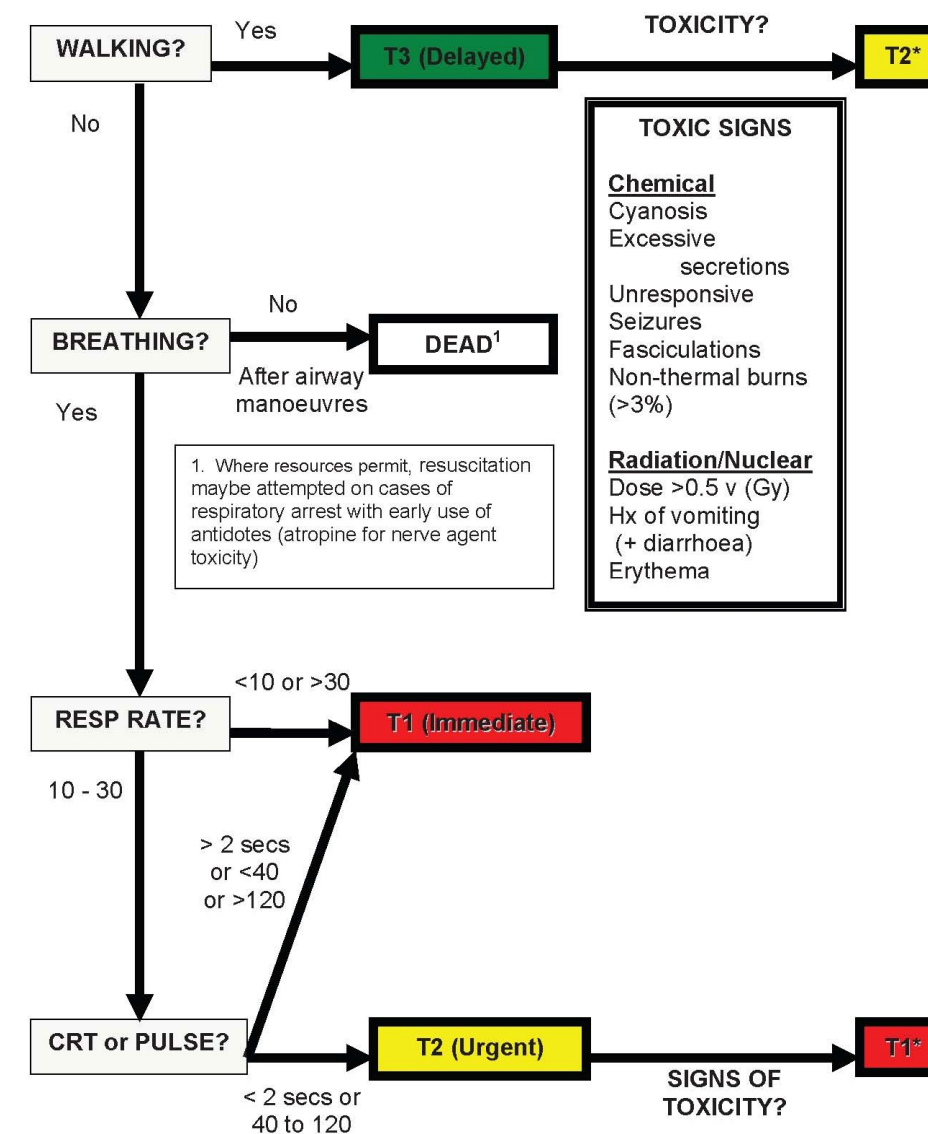 WALKING?
Yes
T3 (Delayed)
TOXICITY?
T2*
No
TOXIC SIGNS
Chemical
Cyanosis
Excessive
secretions
Unresponsive
Seizures
Fasciculations
Non-thermal burns
(>3%)
Radiation/Nuclear
Dose >0.5 v (Gy)
Hx of vomiting
(+ diarrhoea)
Erythema
BREATHING?
No
After airway
manoeuvres
DEAD1
Yes
1. Where resources permit, resuscitation
maybe attempted on cases of
respiratory arrest with early use of
antidotes (atropine for nerve agent
toxicity)
RESP RATE?
<10 or >30
T1 (Immediate)
10 - 30
> 2 secs
or <40
or >120
CRT or PULSE?
T2 (Urgent)
T1*
< 2 secs or
40 to 120
SIGNS OF
TOXICITY?